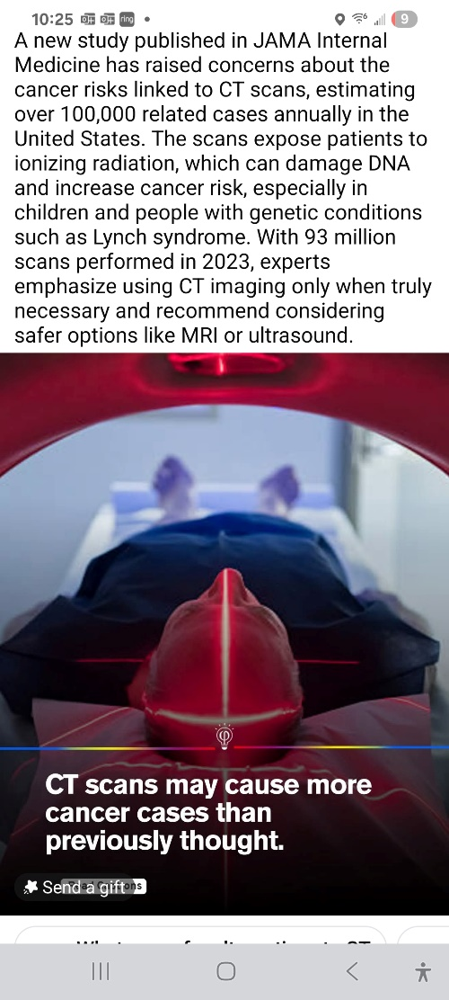 10:25
ring
6
9
A new study published in JAMA Internal
Medicine has raised concerns about the
cancer risks linked to CT scans, estimating
over 100,000 related cases annually in the
United States. The scans expose patients to
ionizing radiation, which can damage DNA
and increase cancer risk, especially in
children and people with genetic conditions
such as Lynch syndrome. With 93 million
scans performed in 2023, experts
emphasize using CT imaging only when truly
necessary and recommend considering
safer options like MRI or ultrasound.
CT scans may cause more
cancer cases than
previously thought.
Send a gift